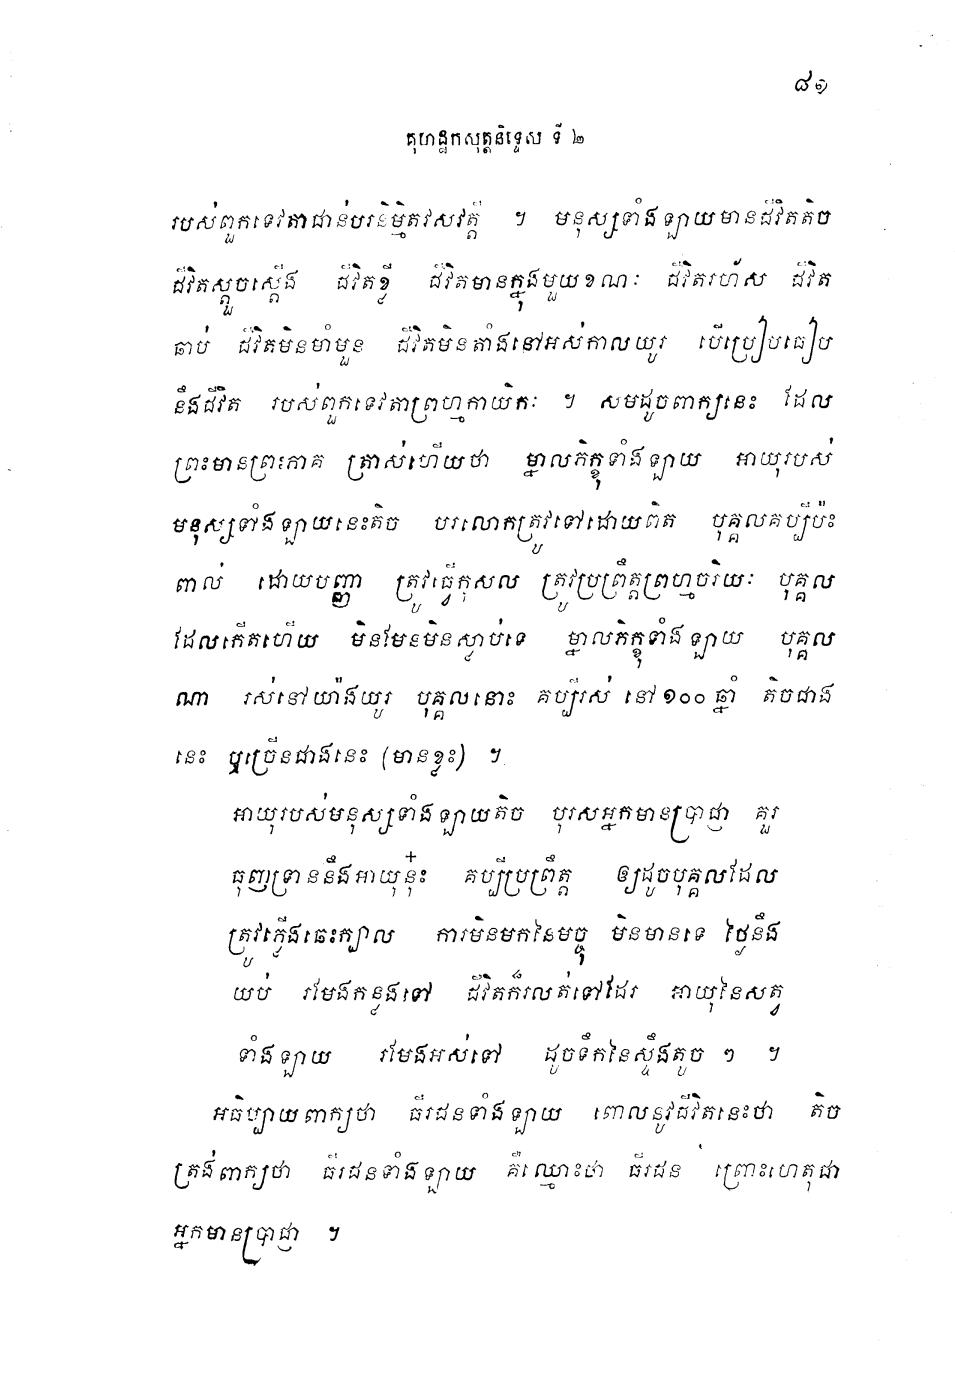 ៨១
គុហដ្ឋកសុត្តនិទ្ទេស ទី ២
របស់ពួកទេវតាជាន់បរនិម្មិតវសវត្តី ។ មនុស្សទាំងឡាយមានជីវិតតិច
ជីវិតស្តួចស្តើង ជីវិតខ្លី ជីវិតមានក្នុងមួយខណៈ ជីវិតរហ័ស ជីវិត
ឆាប់ ជីវិតមិនមាំមួន ជីវិតមិនតាំងនៅអស់កាលយូរ បើប្រៀបធៀប
នឹងជីវិត របស់ពួកទេវតាព្រហ្មកាយិកៈ ។ សមដូចពាក្យនេះ ដែល
ព្រះមានព្រះភាគ ត្រាស់ហើយថា ម្នាលភិក្ខុទាំងឡាយ អាយុរបស់
មនុស្សទាំងឡាយនេះតិច បរលោកត្រូវទៅដោយពិត បុគ្គលគប្បីប៉ះ
ពាល់ ដោយបញ្ញា ត្រូវធ្វើកុសល ត្រូវប្រព្រឹត្តព្រហ្មចរិយៈ បុគ្គល
ដែលកើតហើយ មិនមែនមិនស្លាប់ទេ ម្នាលភិក្ខុទាំងឡាយ បុគ្គល
ណា រស់នៅយ៉ាងយូរ បុគ្គលនោះ គប្បីរស់ នៅ ១០០ ឆ្នាំ តិចជាង
នេះ ឬច្រើនជាងនេះ (មានខ្លះ) ។
អាយុរបស់មនុស្សទាំងឡាយតិច បុរសអ្នកមានប្រាជ្ញា គួរ
ធុញទ្រាននឹងអាយុនុ៎ះ គប្បីប្រព្រឹត្ត ឲ្យដូចបុគ្គលដែល
ត្រូវភ្លើងឆេះក្បាល ការមិនមកនៃមច្ចុ មិនមានទេ ថ្ងៃនឹង
យប់ រមែងកន្លងទៅ ជីវិតក៏រលត់ទៅដែរ អាយុនៃសត្វ
ទាំងឡាយ រមែងអស់ទៅ ដូចទឹកនៃស្ទឹងតូច ៗ ។
អធិប្បាយពាក្យថា ធីរជនទាំងឡាយ ពោលនូវជីវិតនេះថា តិច
ត្រង់ពាក្យថា ធីរជនទាំងឡាយ គឺឈ្មោះថា ធីរជន ព្រោះហេតុជា
អ្នកមានប្រាជ្ញា ។